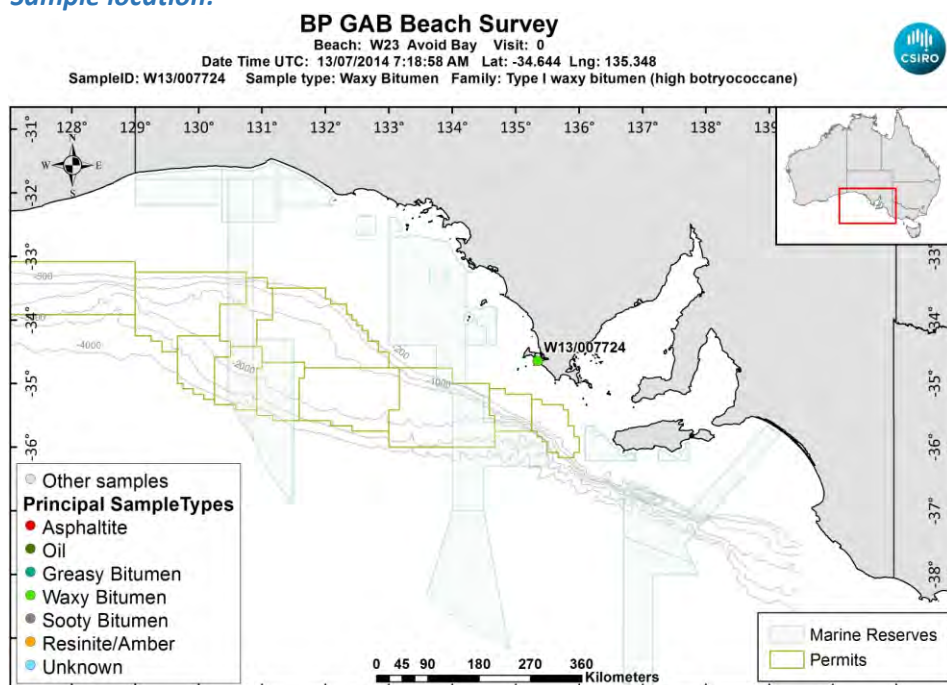 Sample location:
BP GAB Beach Survey
Beach: W23 Avoid Bay Visit: 0
Date Time UTC: 13/07/2014 7:18:58 AM Lat: -34.644 Lng: 135.348
SampleID: W13/007724 Sample type: Waxy Bitumen Family: Type I waxy bitumen (high botryococcane)
CSIRO
128° 129° 130° 131° 132° 133° 134° 135° 136° 137° 138° 139
-31°
-32°
-33°
-34°
-35°
-36°
-37°
-38°
-33°
-34°
-35°
-36°
-37°
-38°
N
W E
S
-200
-1000
-2000
-4000
W13/007724
Other samples
Principal SampleTypes
Asphaltite
Oil
Greasy Bitumen
Waxy Bitumen
Sooty Bitumen
Resinite/Amber
Unknown
0 45 90 180 270 360
Kilometers
Marine Reserves
Permits